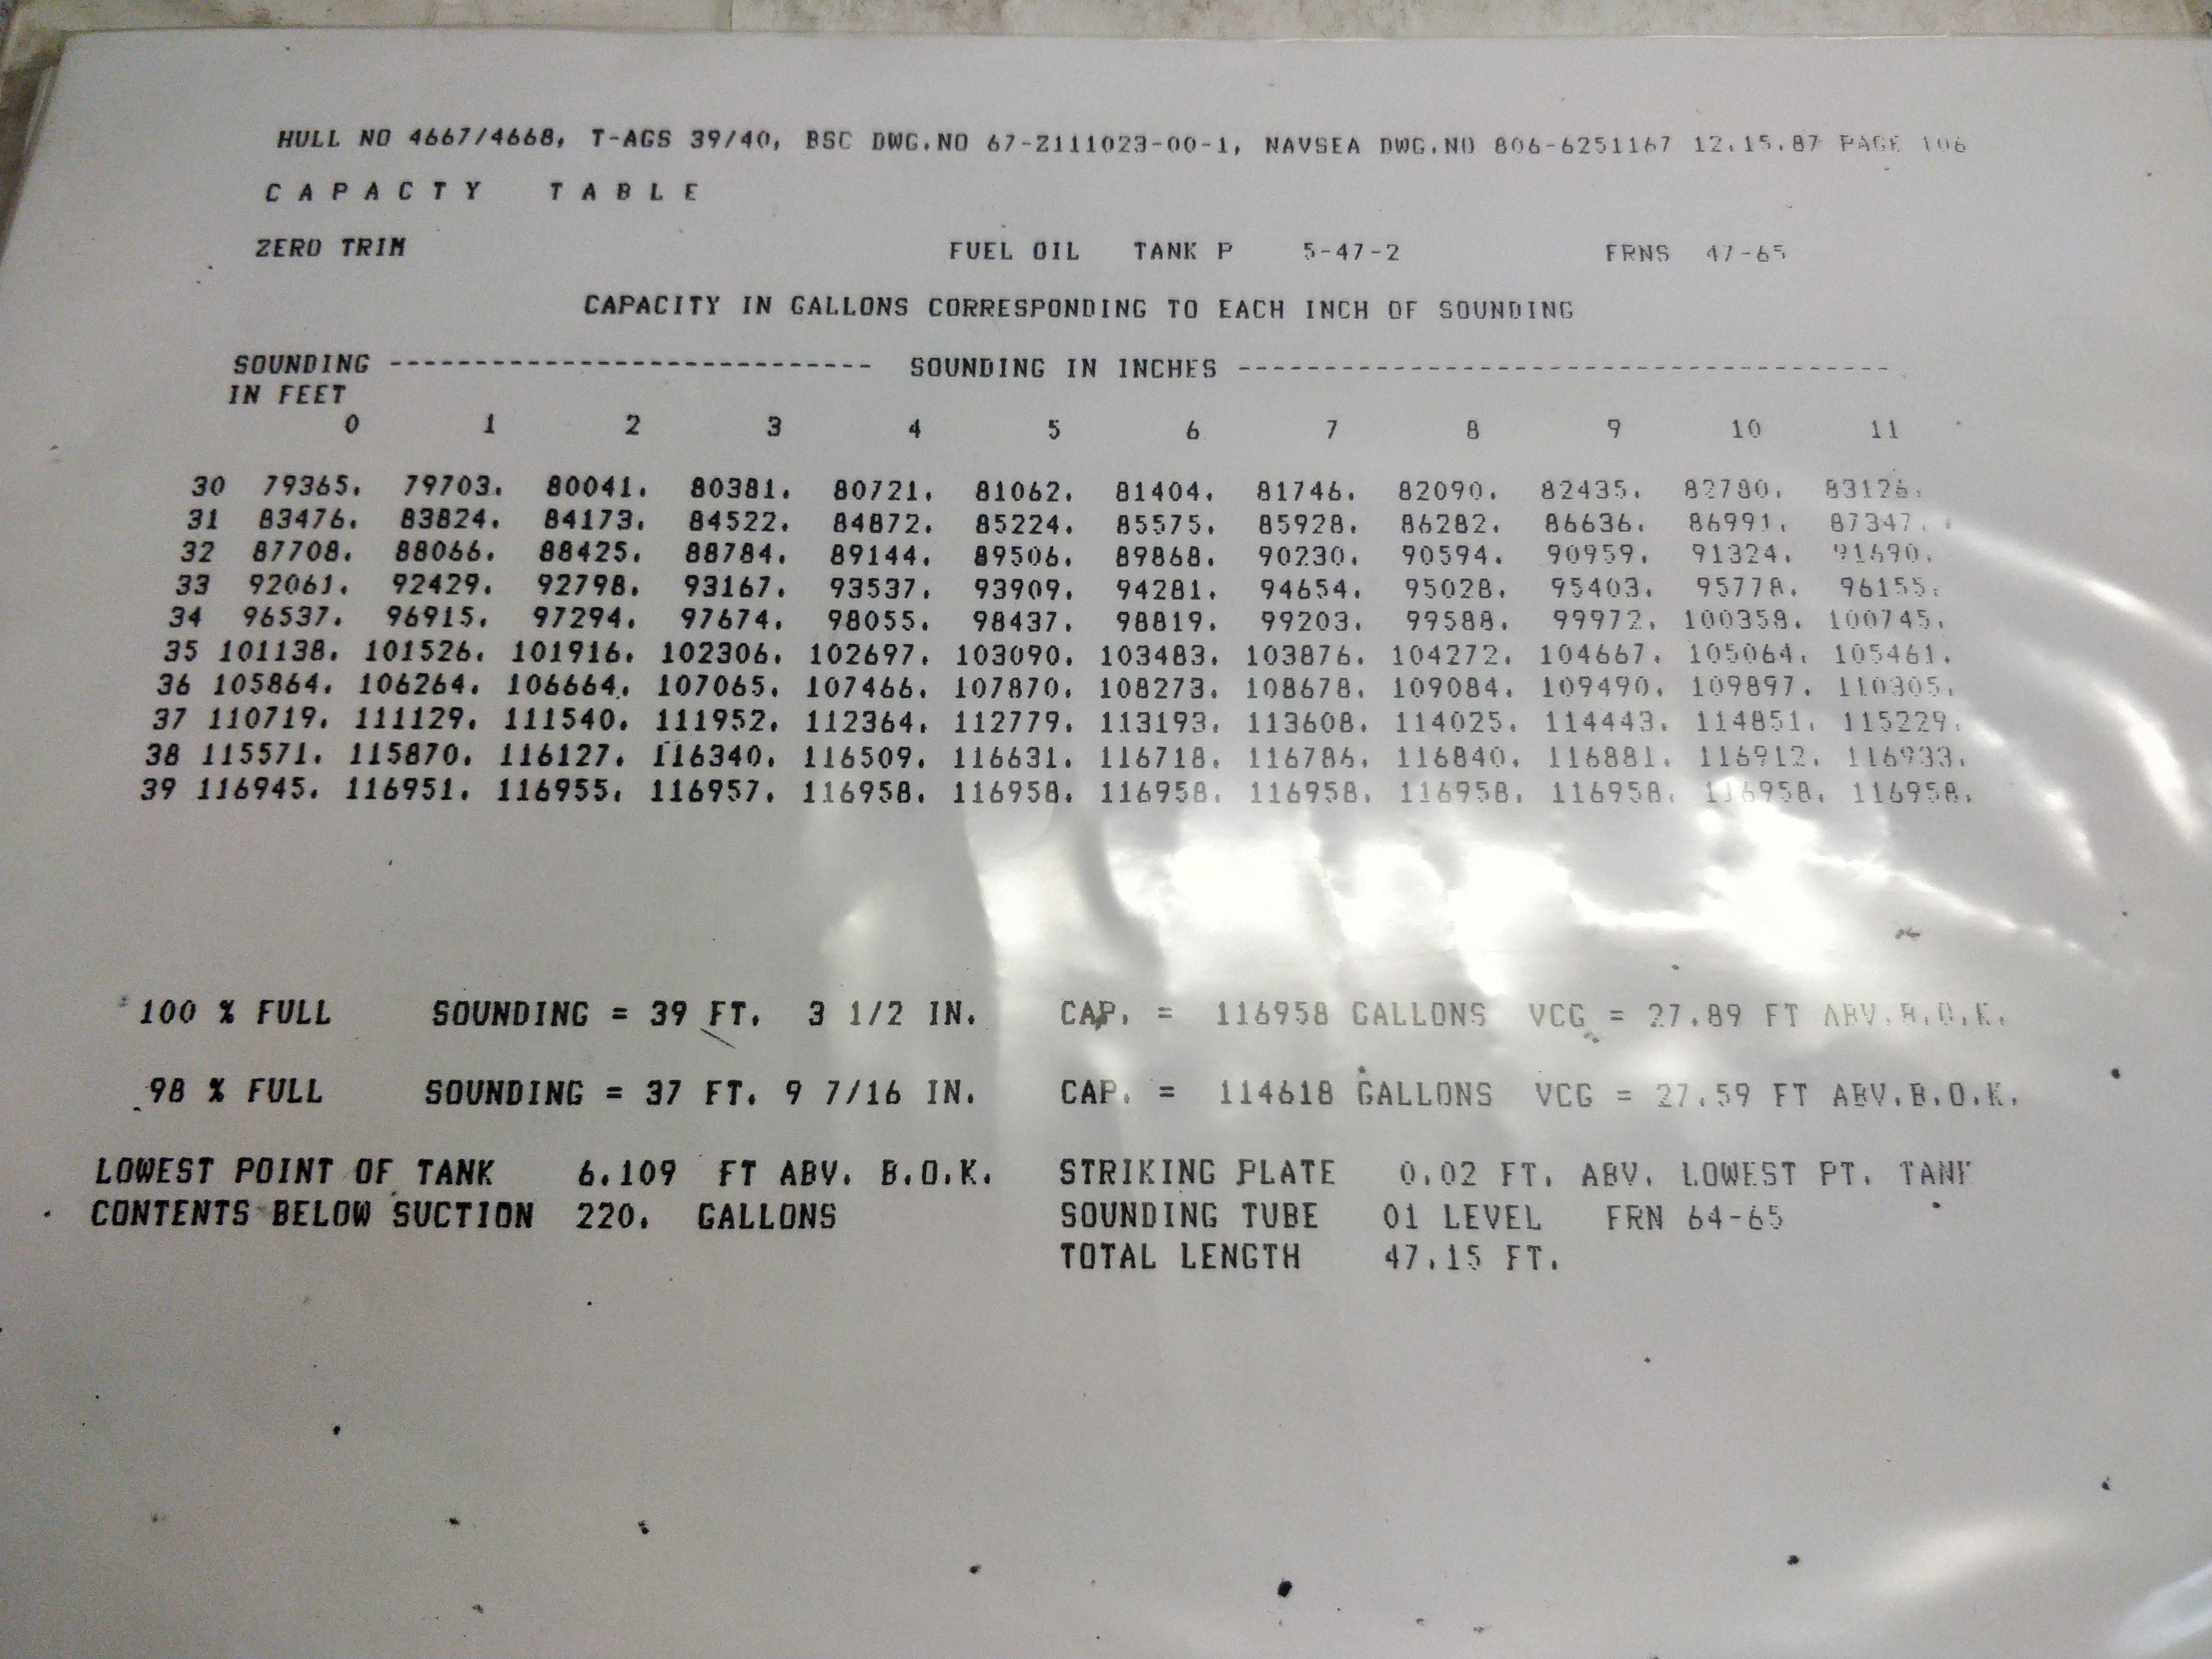 HULL NO 4667/4668, T-AGS 39/40, BSC DWG.NO 67-Z111023-00-1, NAVSEA DWG.NO 806-6251167 12.15.87 PAGE 106
C A P A C T Y T A B L E
ZERO TRIM FUEL OIL TANK P 5-47-2 FRNS 47-65
CAPACITY IN GALLONS CORRESPONDING TO EACH INCH OF SOUNDING
SOUNDING ------------------------------ SOUNDING IN INCHES ------------------------------------------
IN FEET
0 1 2 3 4 5 6 7 8 9 10 11
30 79365. 79703. 80041. 80381. 80721. 81062. 81404. 81746. 82090. 82435. 82780. 83126.
31 83476. 83824. 84173. 84522. 84872. 85224. 85575. 85928. 86282. 86636. 86991. 87347.
32 87708. 88066. 88425. 88784. 89144. 89506. 89868. 90230. 90594. 90959. 91324. 91690.
33 92061. 92429. 92798. 93167. 93537. 93909. 94281. 94654. 95028. 95403. 95778. 96155.
34 96537. 96915. 97294. 97674. 98055. 98437. 98819. 99203. 99588. 99972. 100358. 100745.
35 101138. 101526. 101916. 102306. 102697. 103090. 103483. 103876. 104272. 104667. 105064. 105461.
36 105864. 106264. 106664. 107065. 107466. 107870. 108273. 108678. 109084. 109490. 109897. 110305.
37 110719. 111129. 111540. 111952. 112364. 112779. 113193. 113608. 114025. 114443. 114851. 115229.
38 115571. 115870. 116127. 116340. 116509. 116631. 116718. 116786. 116840. 116881. 116912. 116933.
39 116945. 116951. 116955. 116957. 116958. 116958. 116958. 116958. 116958. 116958. 116958. 116958.
100 % FULL SOUNDING = 39 FT. 3 1/2 IN. CAP. = 116958 GALLONS VCG = 27.89 FT ABV.B.O.K.
98 % FULL SOUNDING = 37 FT. 9 7/16 IN. CAP. = 114618 GALLONS VCG = 27.59 FT ABV.B.O.K.
LOWEST POINT OF TANK 6.109 FT ABV. B.O.K. STRIKING PLATE 0.02 FT. ABV. LOWEST PT. TANK
CONTENTS BELOW SUCTION 220. GALLONS SOUNDING TUBE 01 LEVEL FRN 64-65
TOTAL LENGTH 47.15 FT.